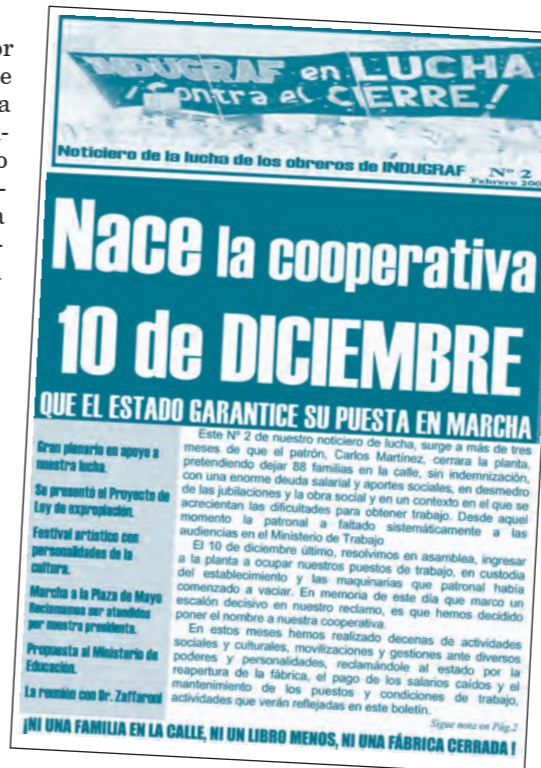 INDUGRAF en LUCHA
¡Contra el CIERRE!
Noticiero de la lucha de los obreros de INDUGRAF Nº 2
Febrero 200
Nace la cooperativa
10 de DICIEMBRE
QUE EL ESTADO GARANTICE SU PUESTA EN MARCHA
Gran plenario en apoyo a
nuestra lucha.
Se presentó el Proyecto de
Ley de expropiación.
Festival artístico con
personalidades de la
cultura.
Marcha a la Plaza de Mayo
Reclamamos ser atendidos
por nuestra presidenta.
Propuesta al Ministerio de
Educación.
La reunión con Dr. Zaffaroni
Este Nº 2 de nuestro noticiero de lucha, surge a más de tres
meses de que el patrón, Carlos Martínez, cerrara la planta,
pretendiendo dejar 88 familias en la calle, sin indemnización,
con una enorme deuda salarial y aportes sociales, en desmedro
de las jubilaciones y la obra social y en un contexto en el que se
acrecientan las dificultades para obtener trabajo. Desde aquel
momento la patronal a faltado sistemáticamente a las
audiencias en el Ministerio de Trabajo
El 10 de diciembre último, resolvimos en asamblea, ingresar
a la planta a ocupar nuestros puestos de trabajo, en custodia
del establecimiento y las maquinarias que patronal había
comenzado a vaciar. En memoria de este día que marco un
escalón decisivo en nuestro reclamo, es que hemos decidido
poner el nombre a nuestra cooperativa.
En estos meses hemos realizado decenas de actividades
sociales y culturales, movilizaciones y gestiones ante diversos
poderes y personalidades, reclamándole al estado por la
reapertura de la fábrica, el pago de los salarios caídos y el
mantenimiento de los puestos y condiciones de trabajo,
actividades que verán reflejadas en este boletín.
Sigue nota en Pág.2
¡NI UNA FAMILIA EN LA CALLE, NI UN LIBRO MENOS, NI UNA FÁBRICA CERRADA !